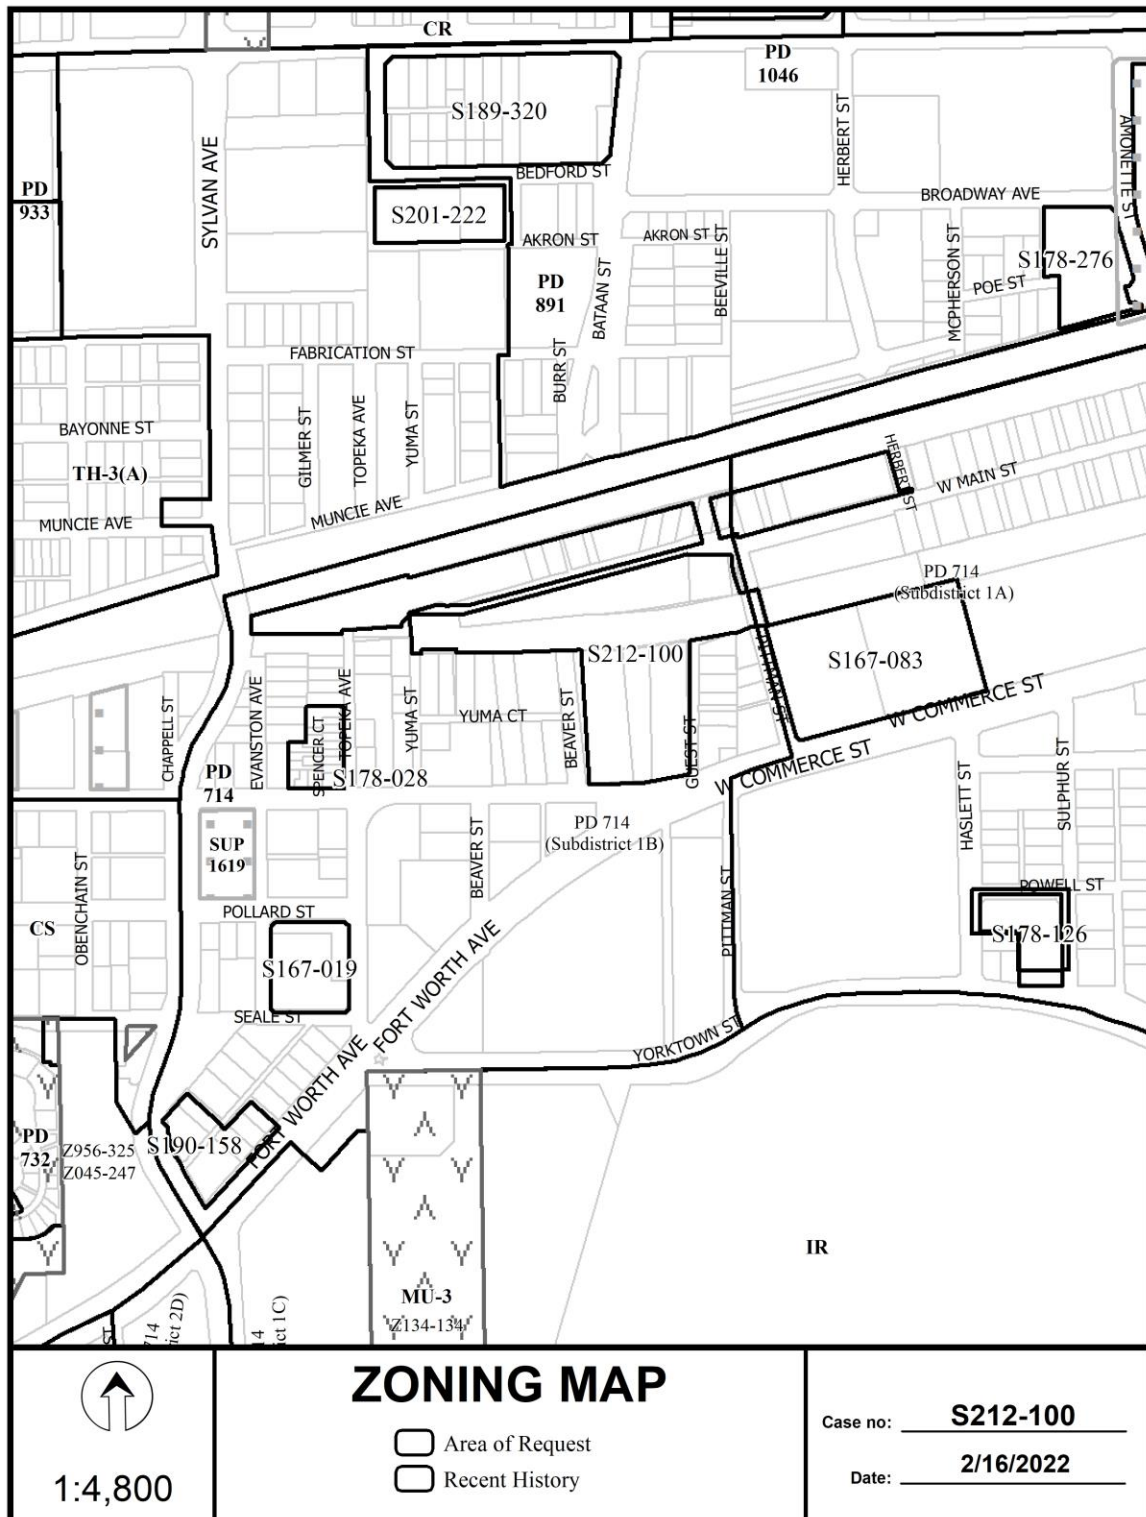 CR
PD
1046
S189-320
BEDFORD ST
HERBERT ST
AMONETTE ST
SYLVAN AVE
PD
933
S201-222
BROADWAY AVE
AKRON ST
AKRON ST
BEEVILLE ST
MCPHERSON ST
S178-276
POE ST
PD
891
BATAAN ST
FABRICATION ST
BURR ST
BAYONNE ST
GILMER ST
TOPEKA AVE
YUMA ST
TH-3(A)
MUNCIE AVE
MUNCIE AVE
HERBERT ST
W MAIN ST
PD 714
(Subdistrict 1A)
S212-100
PITTMAN ST
S167-083
W COMMERCE ST
CHAPPELL ST
EVANSTON AVE
SPENCER CT
TOPEKA AVE
YUMA ST
YUMA CT
BEAVER ST
GUEST ST
W COMMERCE ST
S178-028
PD
714
HASLETT ST
SULPHUR ST
PD 714
(Subdistrict 1B)
SUP
1619
BEAVER ST
OBENCHAIN ST
POLLARD ST
CS
PITTMAN ST
POWELL ST
S178-126
S167-019
FORT WORTH AVE
SEALE ST
YORKTOWN ST
FORT WORTH AVE
PD
732
Z956-325
Z045-247
S190-158
IR
MU-3
Z134-134
714
ict 2D)
14
ict 1C)
ST
1:4,800
ZONING MAP
Area of Request
Recent History
Case no: S212-100
Date: 2/16/2022